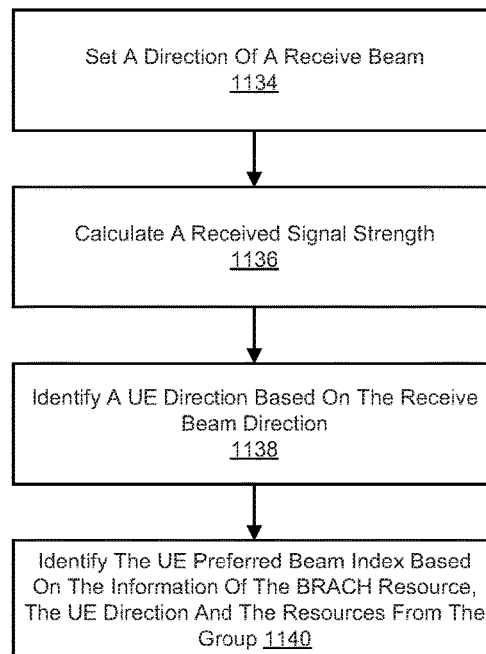 Set A Direction Of A Receive Beam
1134
Calculate A Received Signal Strength
1136
Identify A UE Direction Based On The Receive
Beam Direction
1138
Identify The UE Preferred Beam Index Based
On The Information Of The BRACH Resource,
The UE Direction And The Resources From The
Group 1140